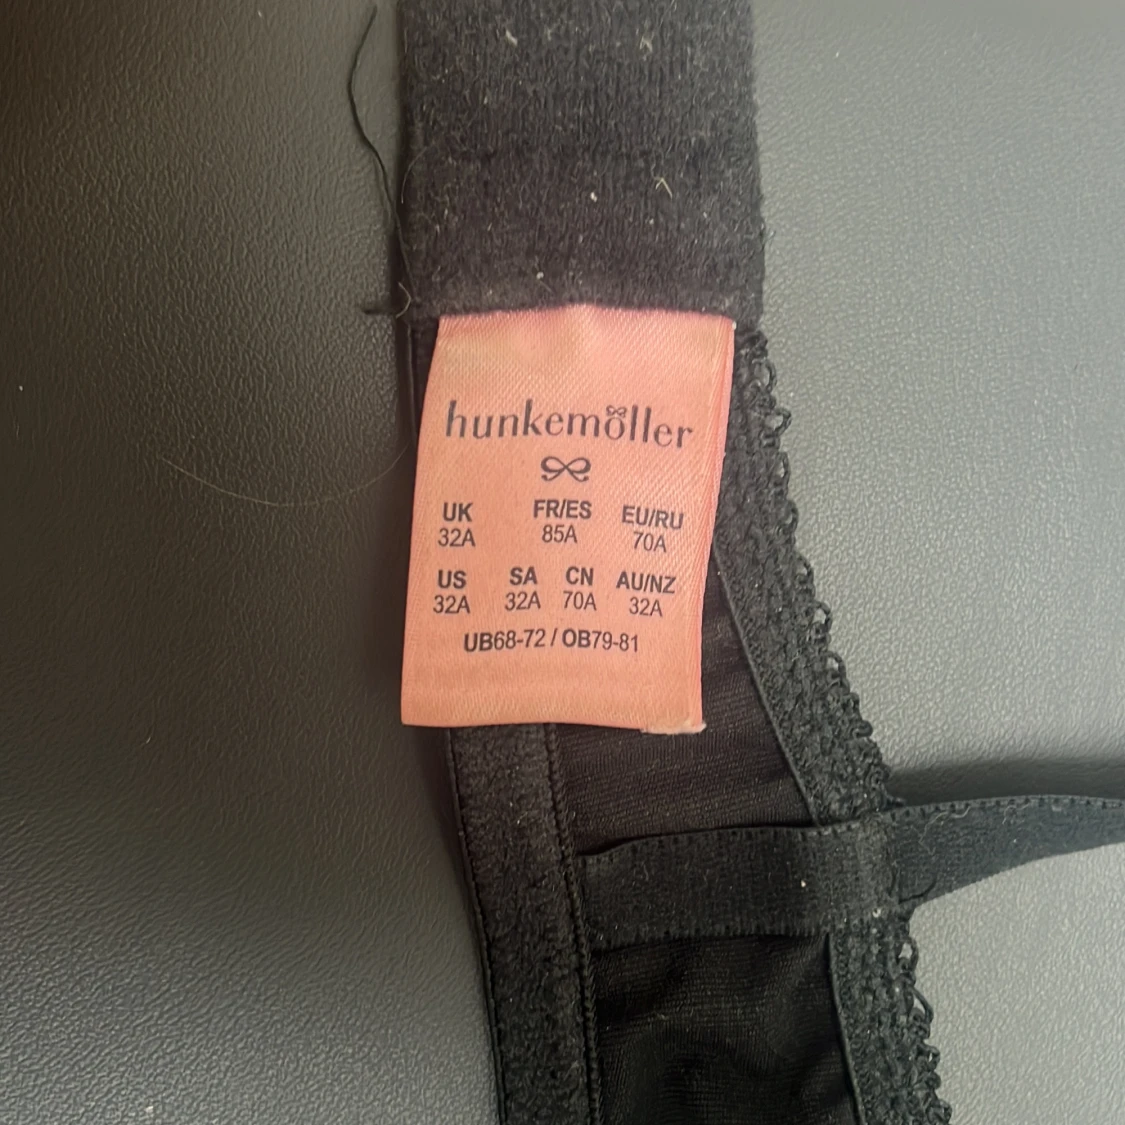 hunkemöller
UK FR/ES EU/RU
32A 85A 70A
US SA CN AU/NZ
32A 32A 70A 32A
UB68-72 / OB79-81